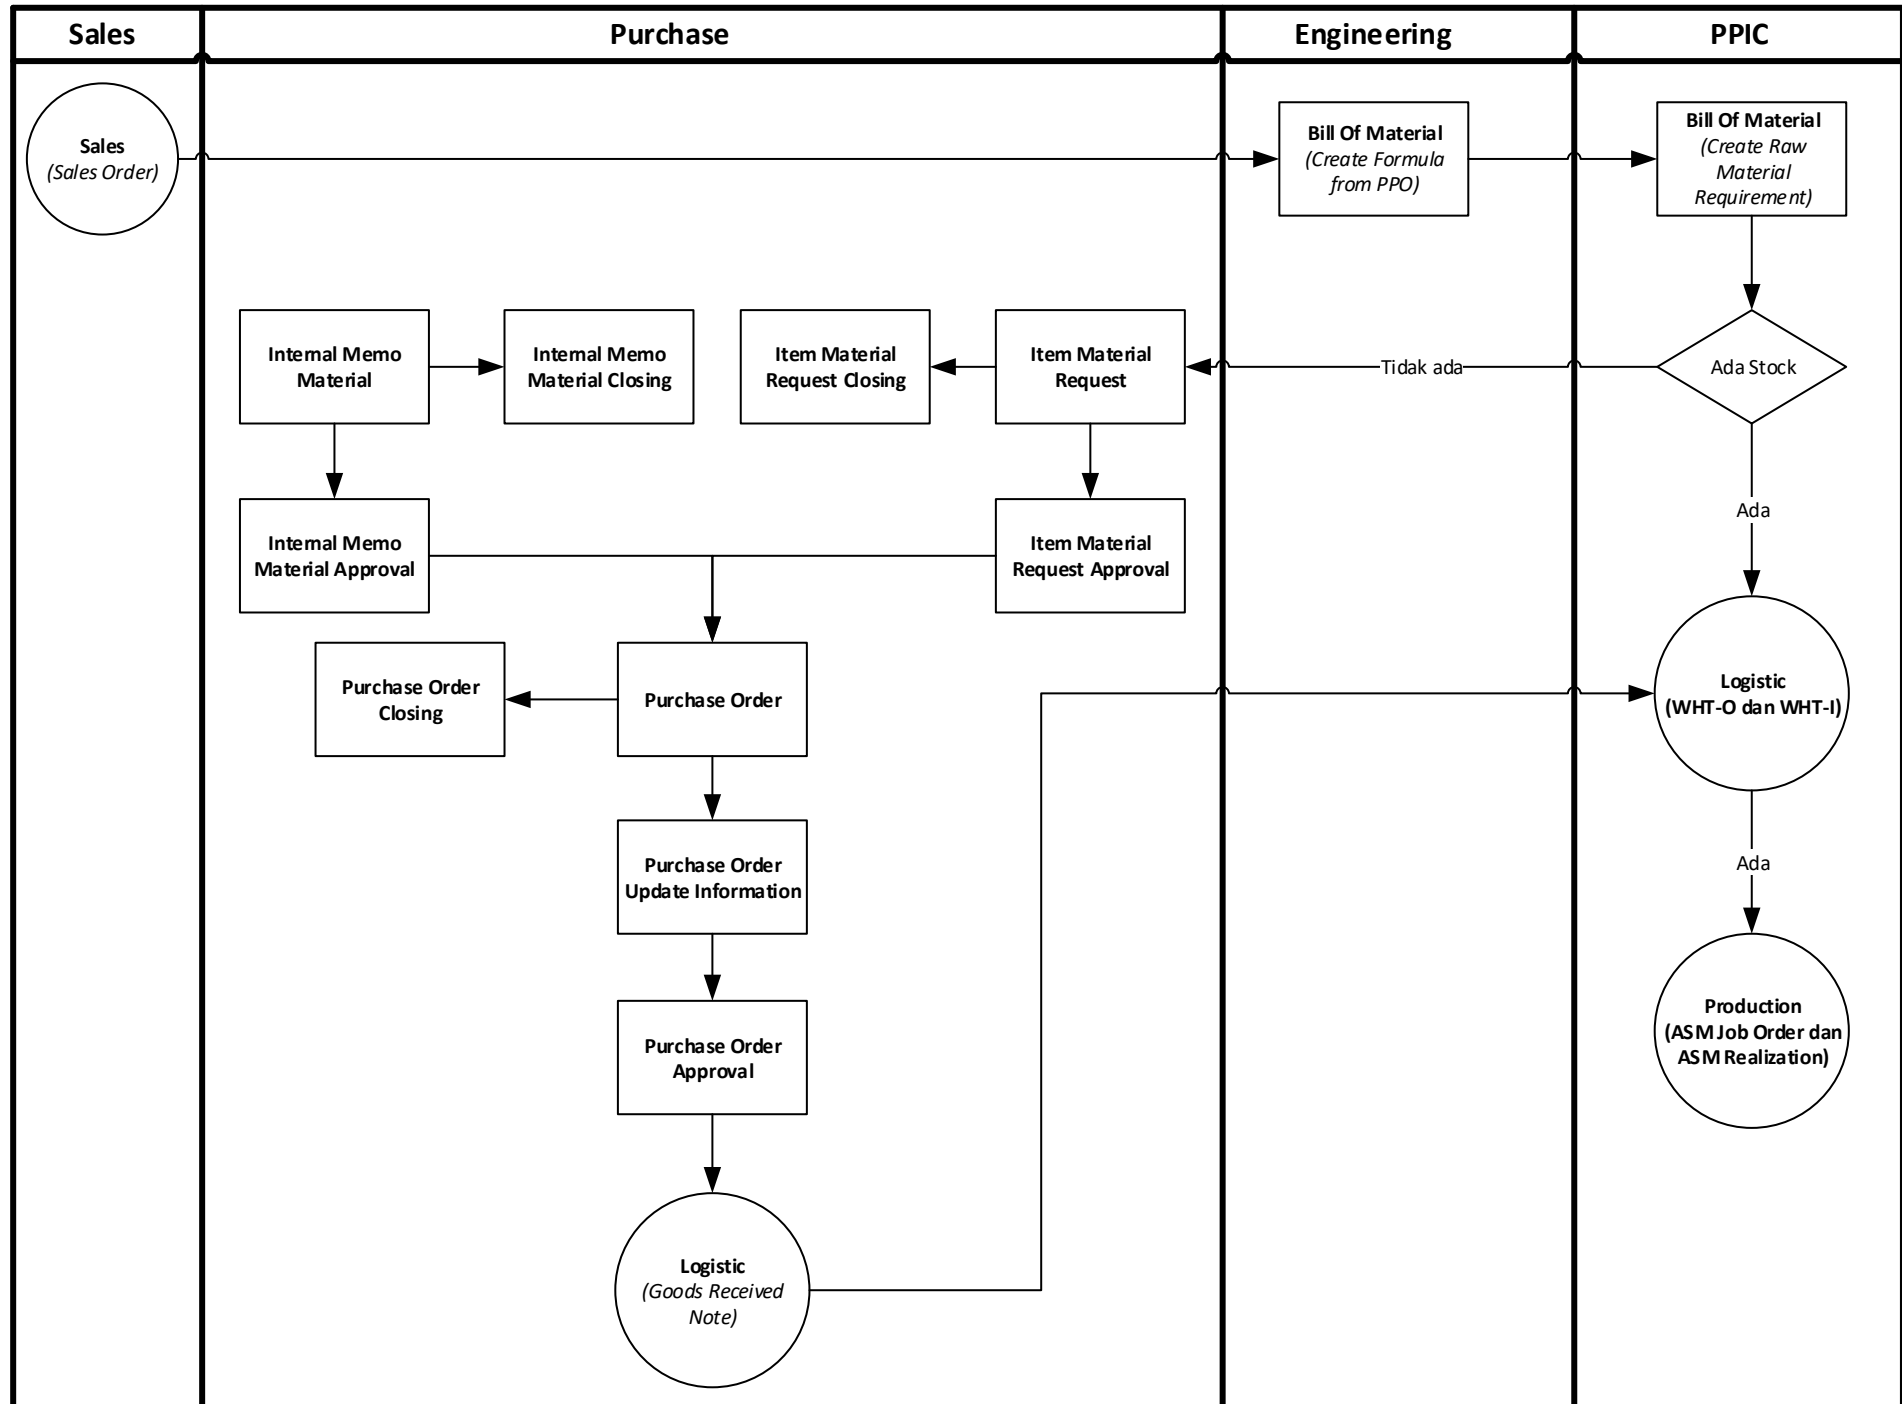 Sales
Purchase
Engineering
PPIC
Sales
(Sales Order)
Bill Of Material
(Create Formula
from PPO)
Bill Of Material
(Create Raw
Material
Requirement)
Internal Memo
Material
Internal Memo
Material Closing
Item Material
Request Closing
Item Material
Request
Tidak ada
Ada Stock
Internal Memo
Material Approval
Item Material
Request Approval
Ada
Purchase Order
Closing
Purchase Order
Logistic
(WHT-O dan WHT-I)
Purchase Order
Update Information
Ada
Purchase Order
Approval
Production
(ASM Job Order dan
ASM Realization)
Logistic
(Goods Received
Note)